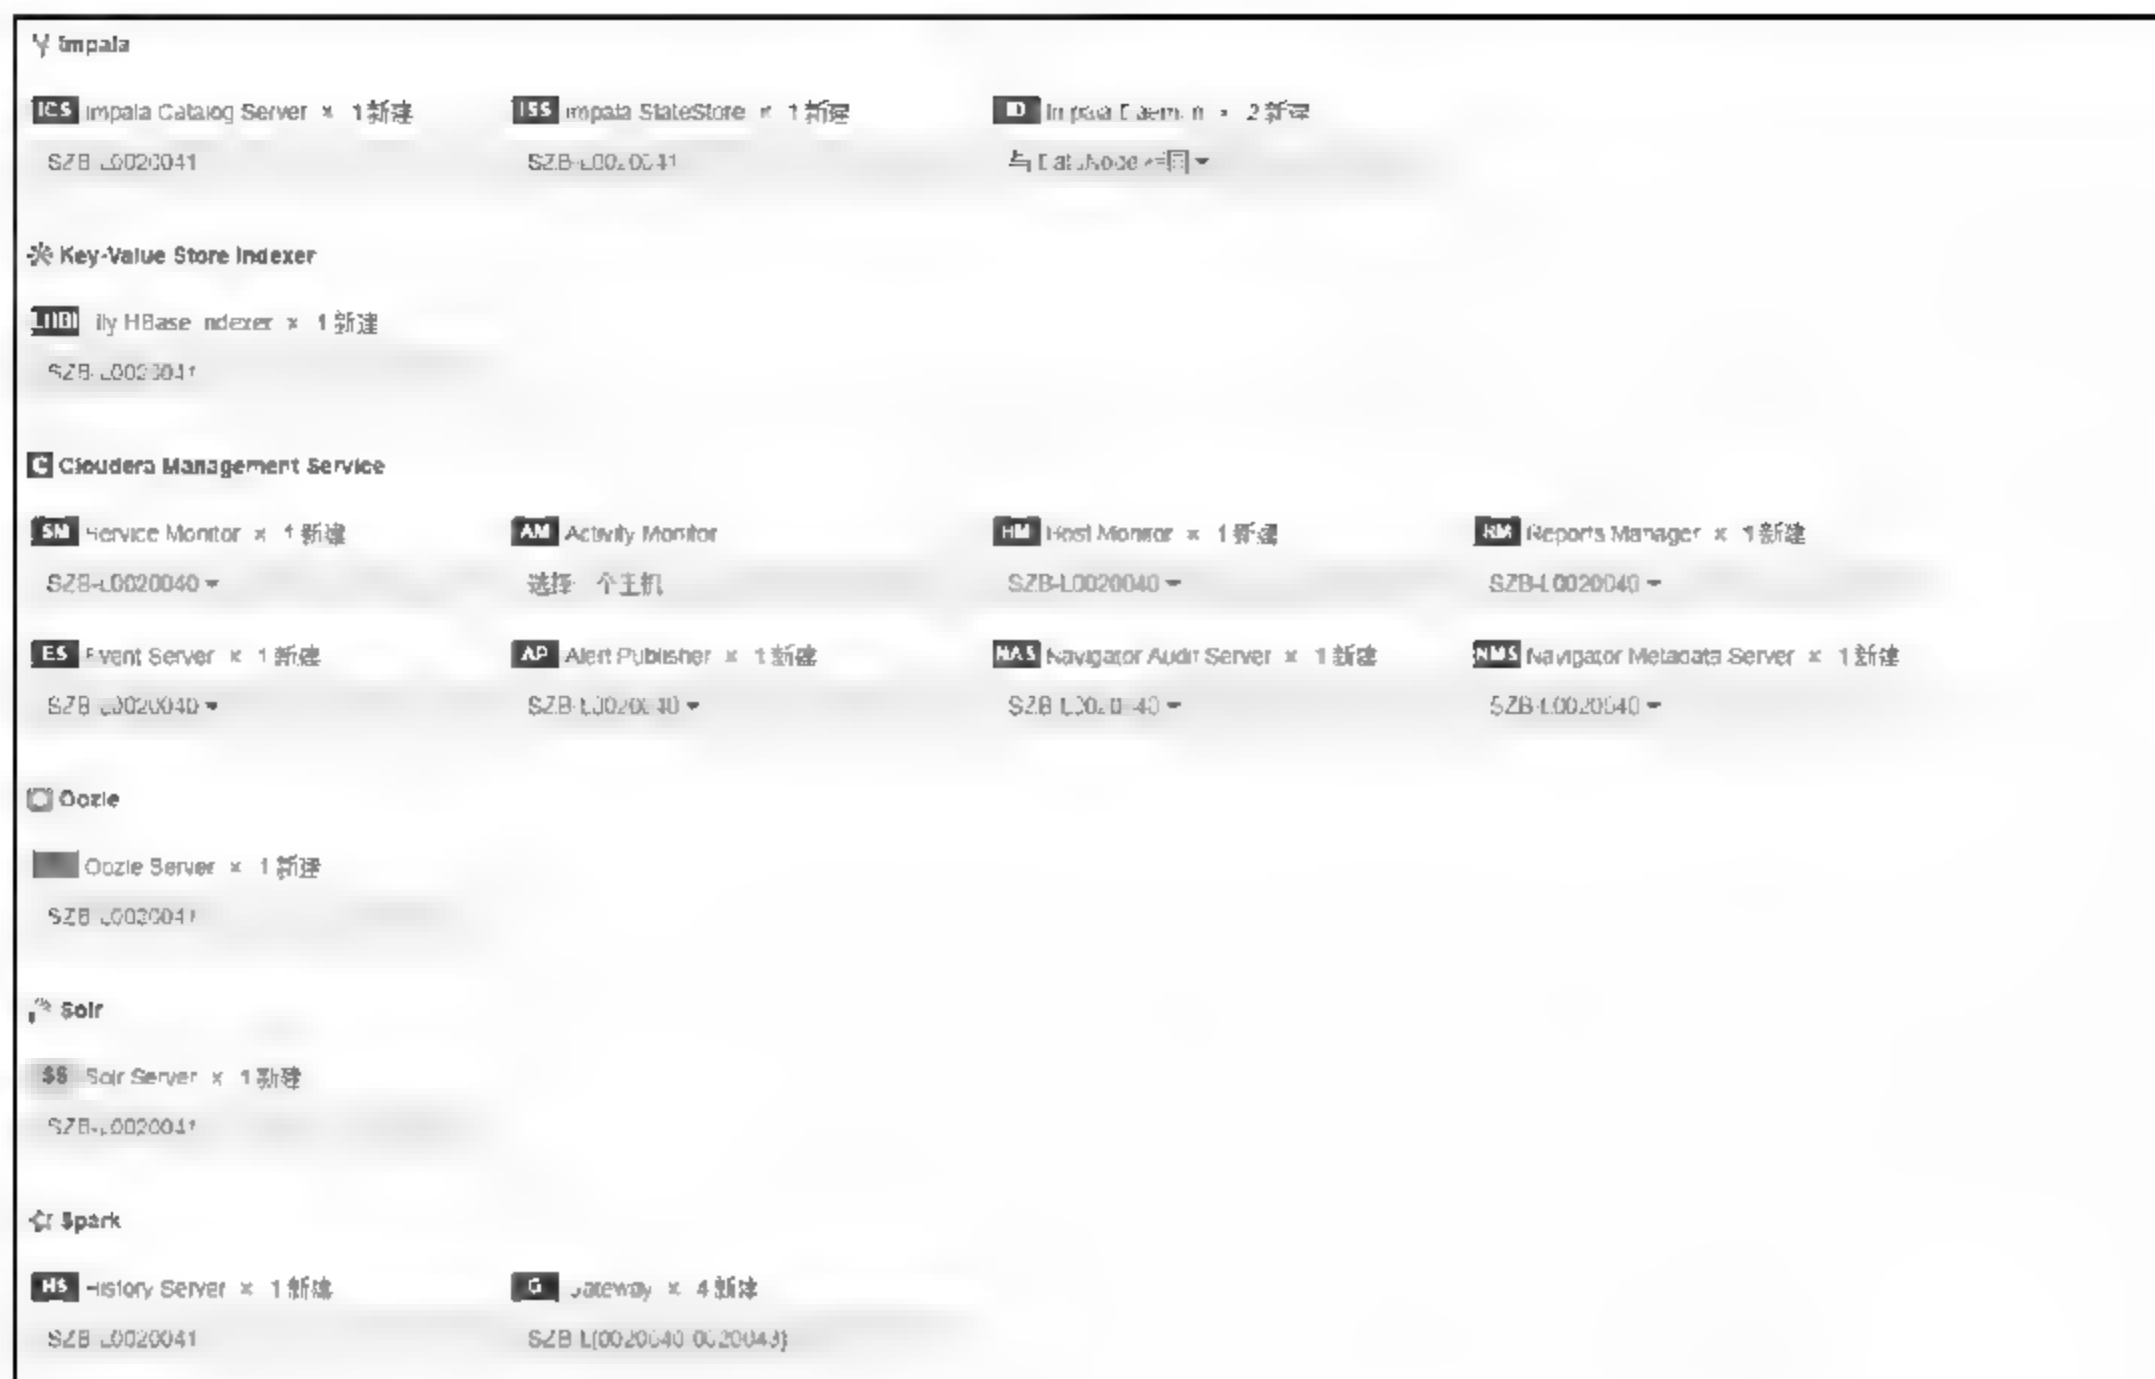 Impala
ICS Impala Catalog Server × 1 新建 ISS Impala StateStore × 1 新建 ID Impala Daemon × 2 新建
SZB-L0020041 SZB-L0020041 与 DataNode 相同
Key-Value Store Indexer
LHBI Lily HBase Indexer × 1 新建
SZB-L0020041
C Cloudera Management Service
SM Service Monitor × 1 新建 AM Activity Monitor HM Host Monitor × 1 新建 RM Reports Manager × 1 新建
SZB-L0020040 选择一个主机 SZB-L0020040 SZB-L0020040
ES Event Server × 1 新建 AP Alert Publisher × 1 新建 NAS Navigator Audit Server × 1 新建 NMS Navigator Metadata Server × 1 新建
SZB-L0020040 SZB-L0020040 SZB-L0020040 SZB-L0020040
Oozie
Oozie Server × 1 新建
SZB-L0020041
Solr
SS Solr Server × 1 新建
SZB-L0020041
Spark
HS History Server × 1 新建 G Gateway × 4 新建
SZB-L0020041 SZB-L[0020040-0020043]